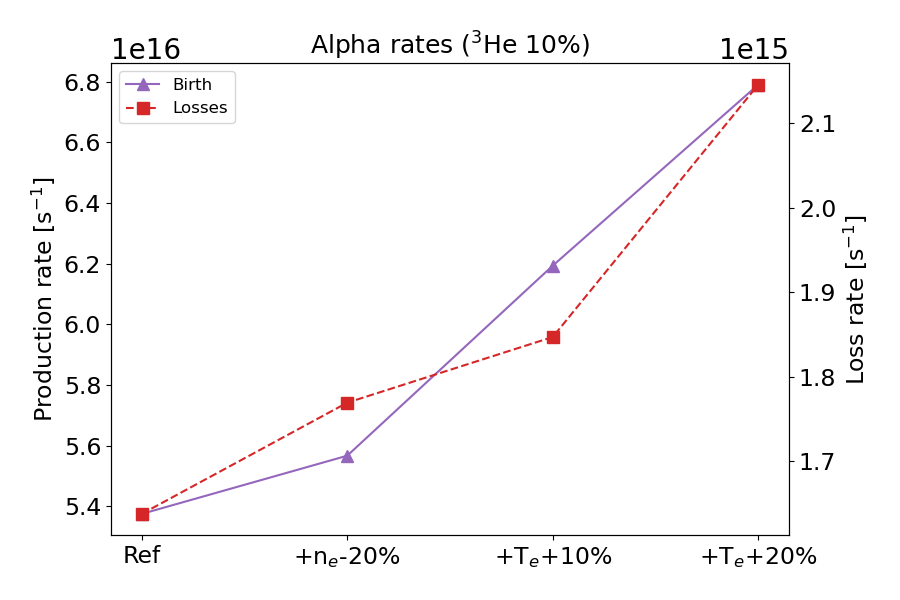 Alpha rates (³He 10%)
1e16
1e15
Birth
Losses
Production rate [s⁻¹]
6.8
6.6
6.4
6.2
6.0
5.8
5.6
5.4
2.1
2.0
1.9
1.8
1.7
Loss rate [s⁻¹]
Ref
+nₑ-20%
+Tₑ+10%
+Tₑ+20%